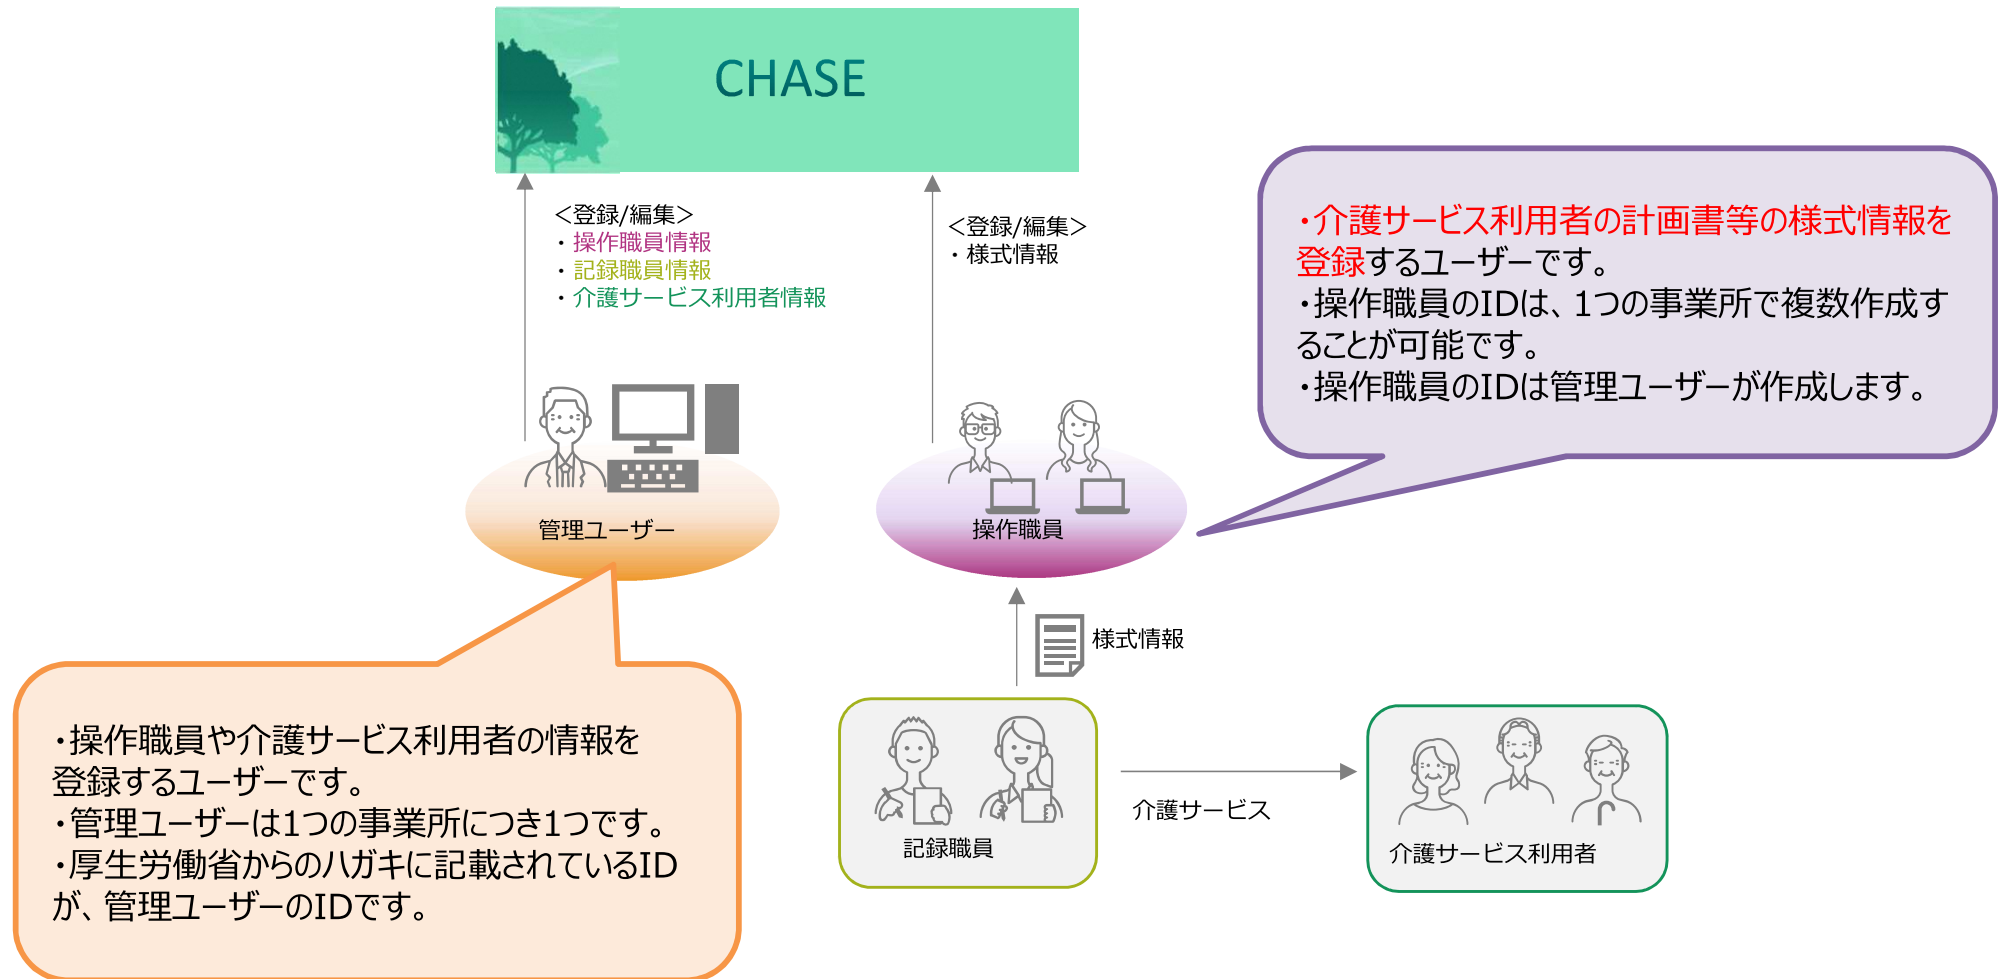 CHASE
<登録/編集>
・操作職員情報
・記録職員情報
・介護サービス利用者情報
<登録/編集>
・様式情報
・介護サービス利用者の計画書等の様式情報を
登録するユーザーです。
・操作職員のIDは、1つの事業所で複数作成す
ることが可能です。
・操作職員のIDは管理ユーザーが作成します。
管理ユーザー
操作職員
様式情報
・操作職員や介護サービス利用者の情報を
登録するユーザーです。
・管理ユーザーは1つの事業所につき1つです。
・厚生労働省からのハガキに記載されているID
が、管理ユーザーのIDです。
記録職員
介護サービス
介護サービス利用者